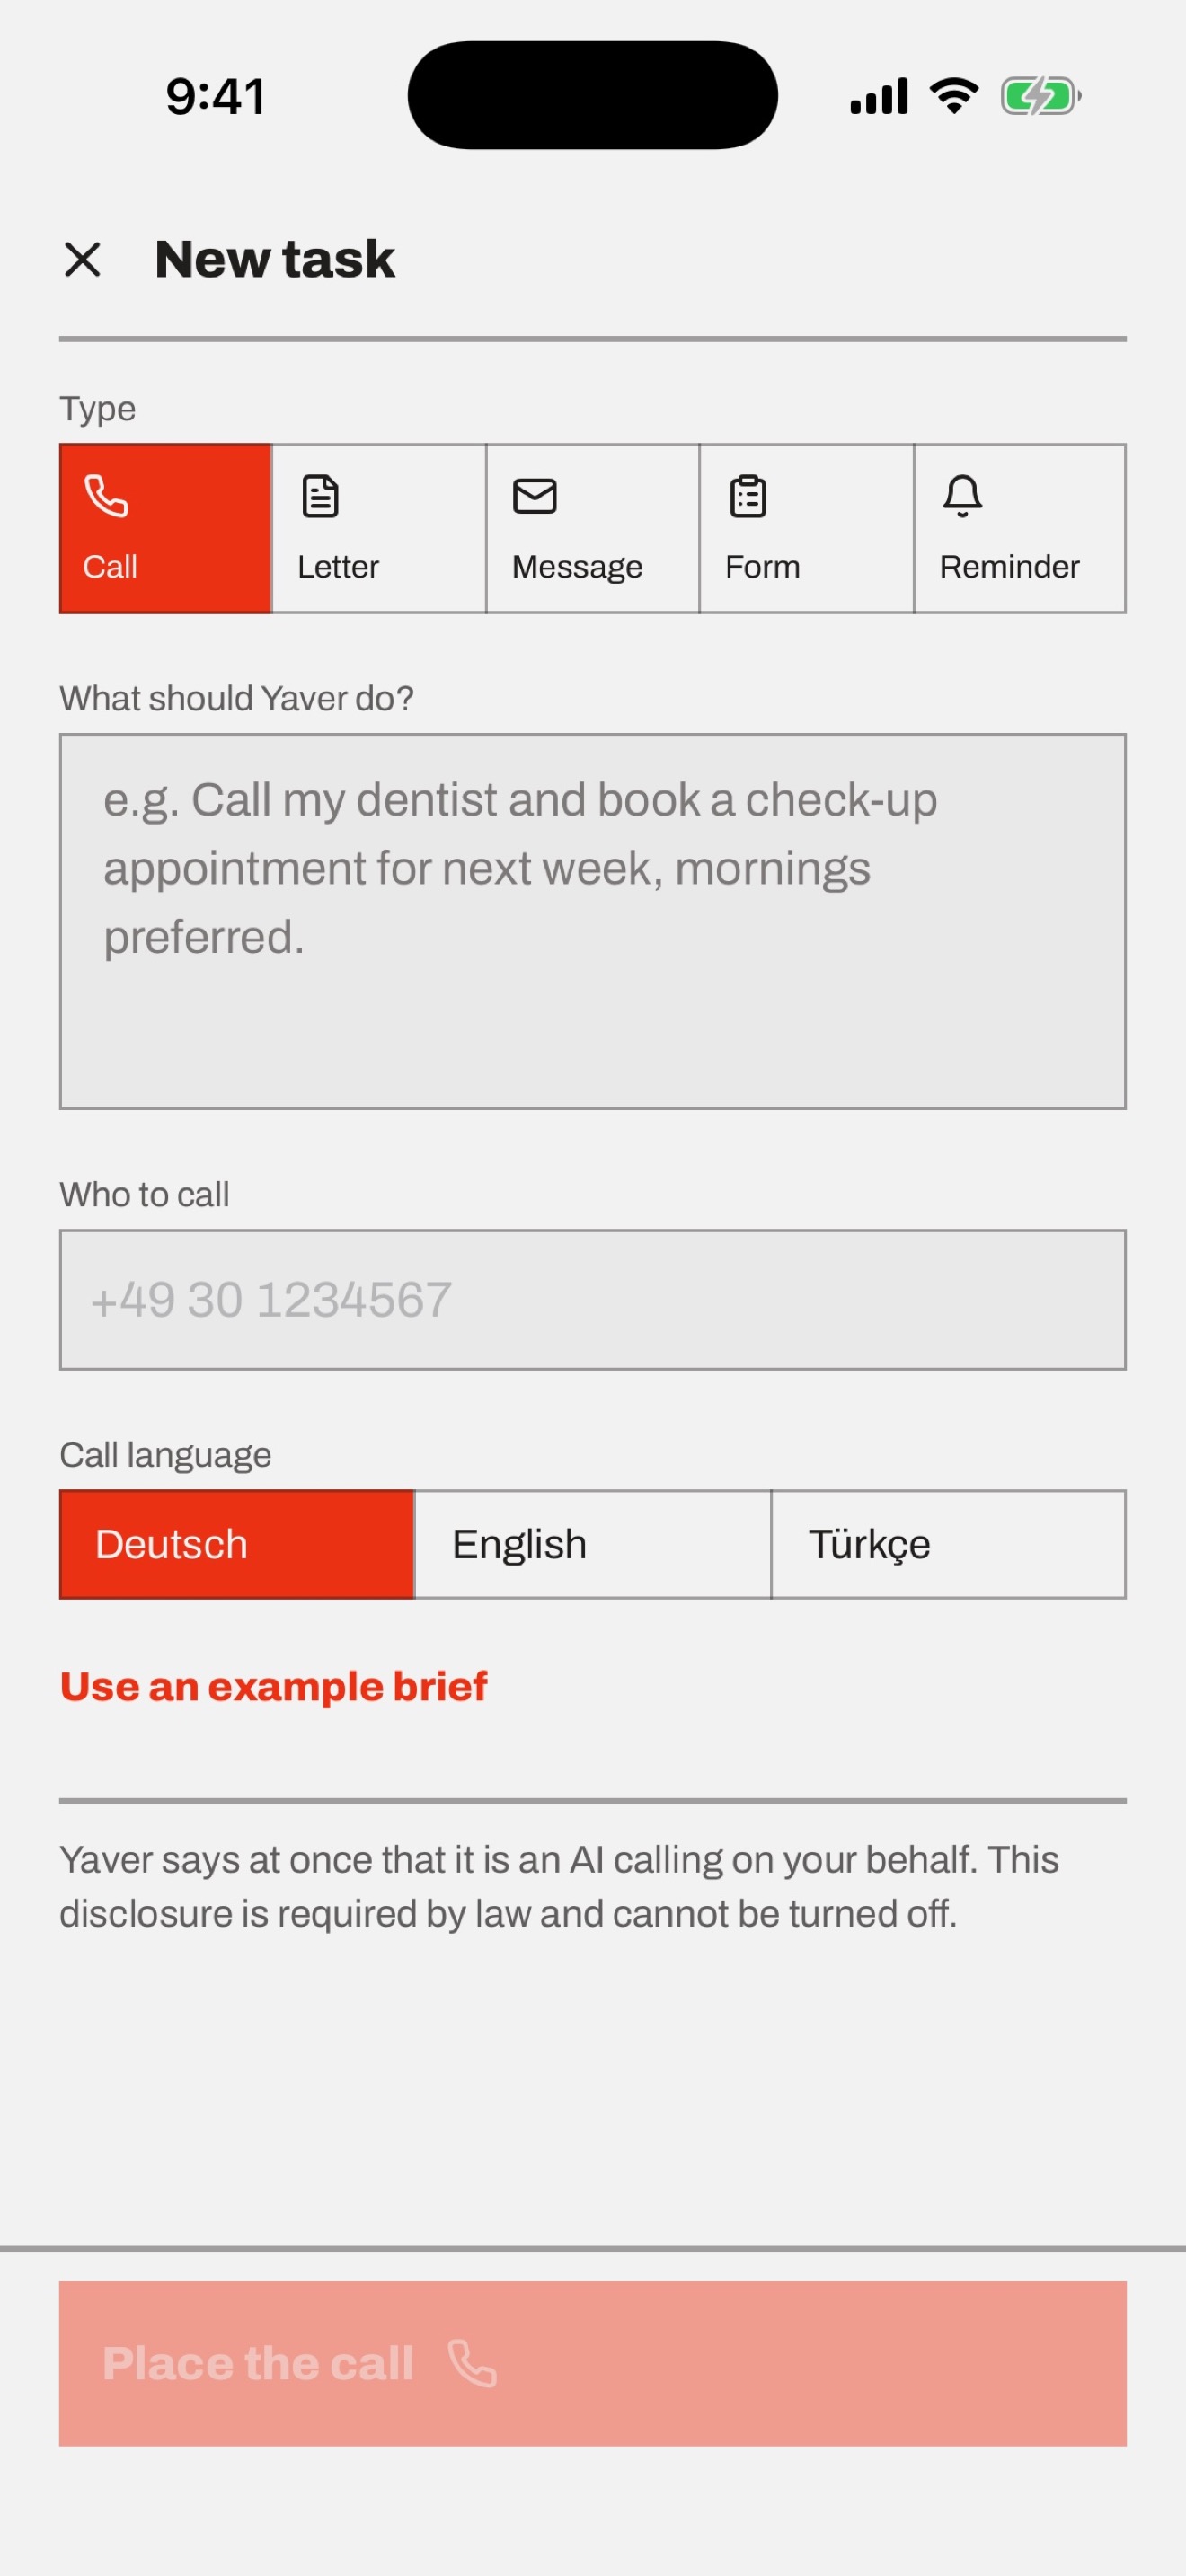 9:41
New task
Type
Call
Letter
Message
Form
Reminder
What should Yaver do?
e.g. Call my dentist and book a check-up
appointment for next week, mornings
preferred.
Who to call
+49 30 1234567
Call language
Deutsch
English
Türkçe
Use an example brief
Yaver says at once that it is an AI calling on your behalf. This
disclosure is required by law and cannot be turned off.
Place the call